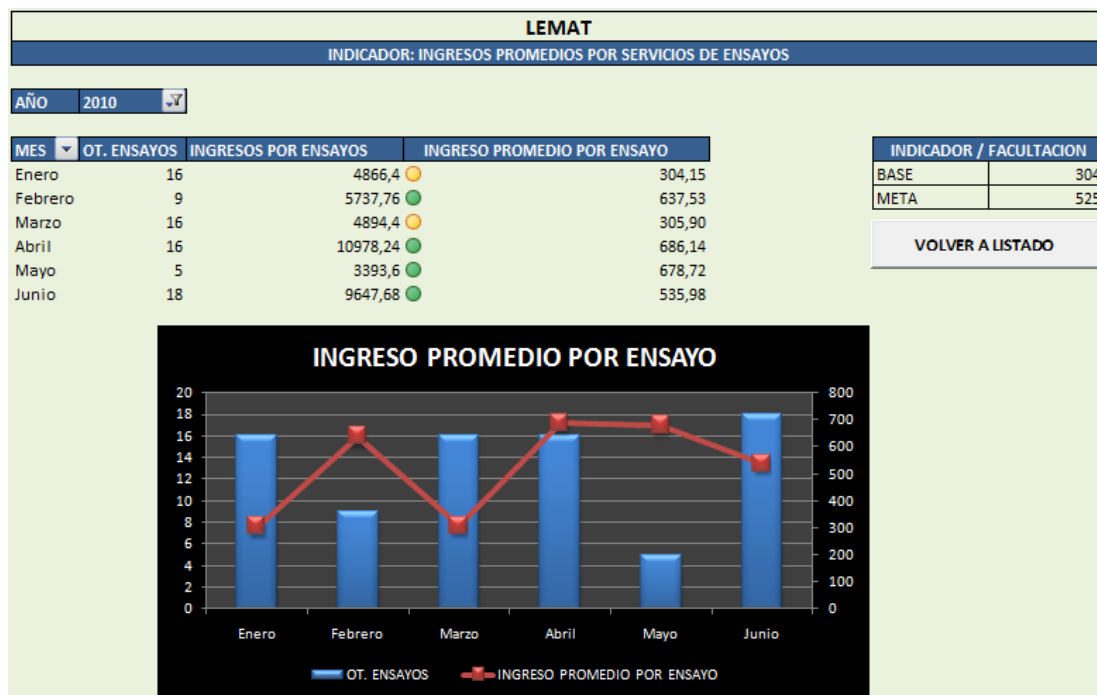 LEMAT
INDICADOR: INGRESOS PROMEDIOS POR SERVICIOS DE ENSAYOS
AÑO 2010
MES OT. ENSAYOS INGRESOS POR ENSAYOS INGRESO PROMEDIO POR ENSAYO
Enero 16 4866,4 304,15
Febrero 9 5737,76 637,53
Marzo 16 4894,4 305,90
Abril 16 10978,24 686,14
Mayo 5 3393,6 678,72
Junio 18 9647,68 535,98
INDICADOR / FACULTACION
BASE 304
META 525
VOLVER A LISTADO
INGRESO PROMEDIO POR ENSAYO
20 800
18 700
16 600
14 500
12 400
10 300
8 200
6 100
4 0
2
0
Enero Febrero Marzo Abril Mayo Junio
OT. ENSAYOS INGRESO PROMEDIO POR ENSAYO